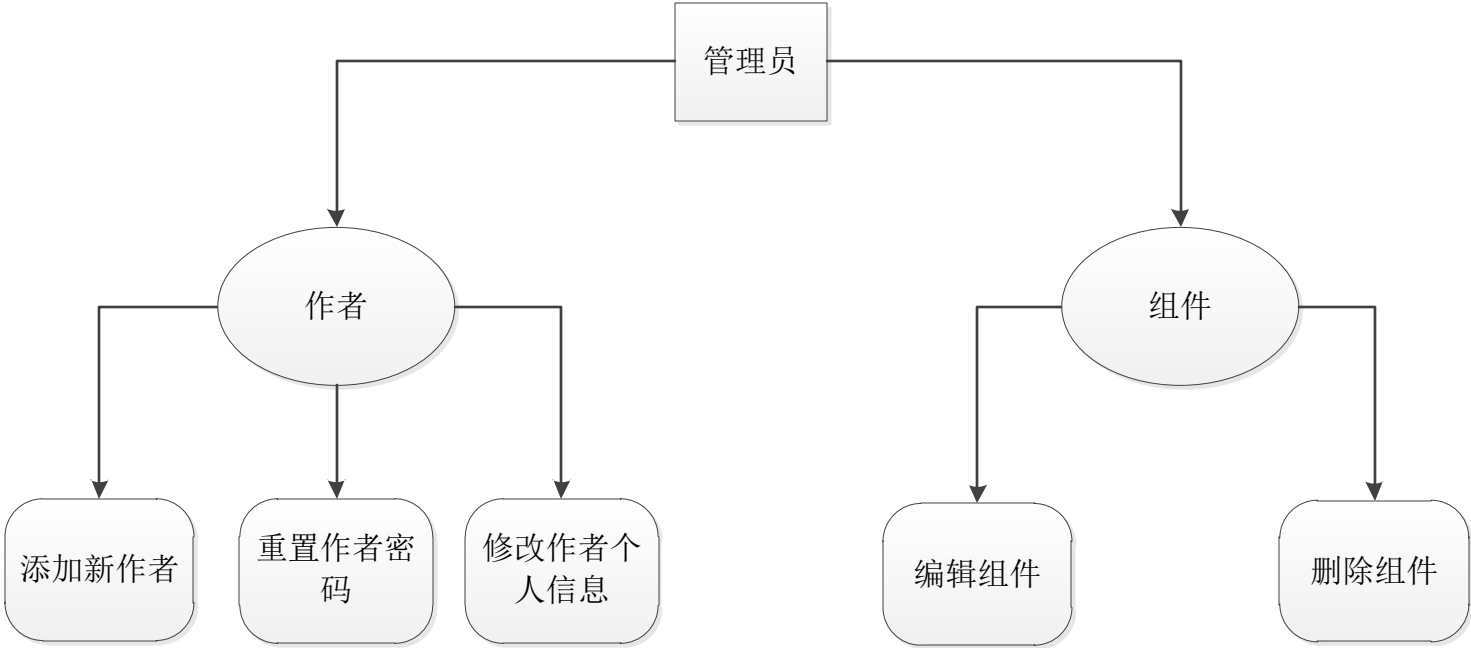 管理员
作者
组件
添加新作者
重置作者密
码
修改作者个
人信息
编辑组件
删除组件